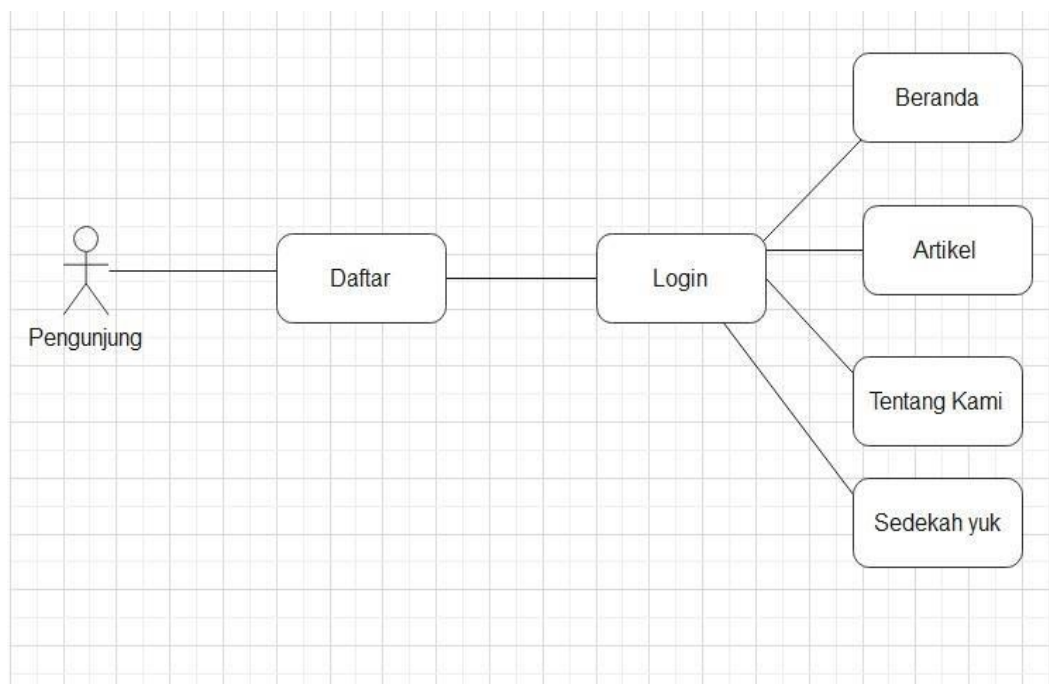 Pengunjung
Daftar
Login
Beranda
Artikel
Tentang Kami
Sedekah yuk